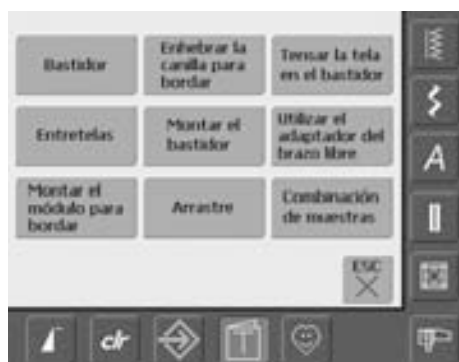 Bastidor
Enhebrar la
canilla para
bordar
Tensar la tela
en el bastidor
Entretelas
Montar el
bastidor
Utilizar el
adaptador del
brazo libre
Montar el
módulo para
bordar
Arrastre
Combinación
de muestras
ESC
A
clr